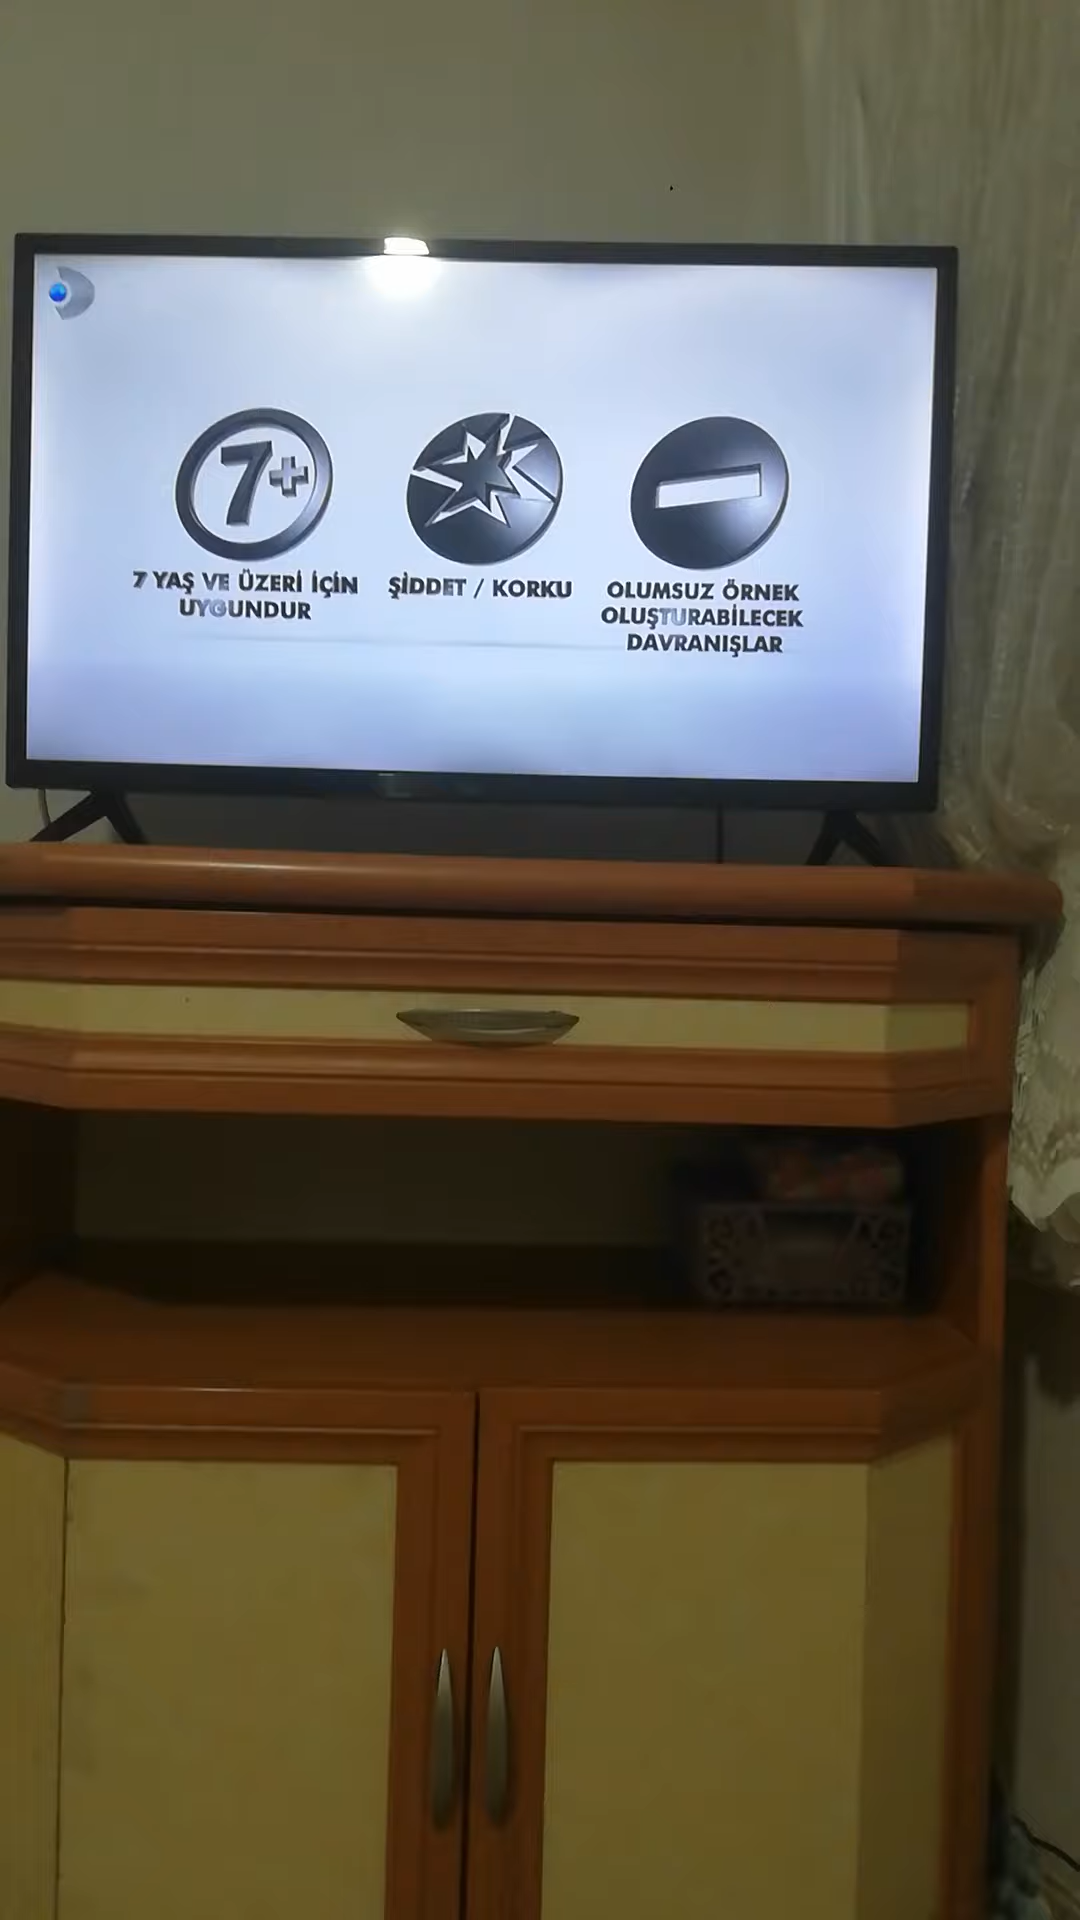 7+
7 YAŞ VE ÜZERİ İÇİN
UYGUNDUR
ŞİDDET / KORKU
OLUMSUZ ÖRNEK
OLUŞTURABİLECEK
DAVRANIŞLAR